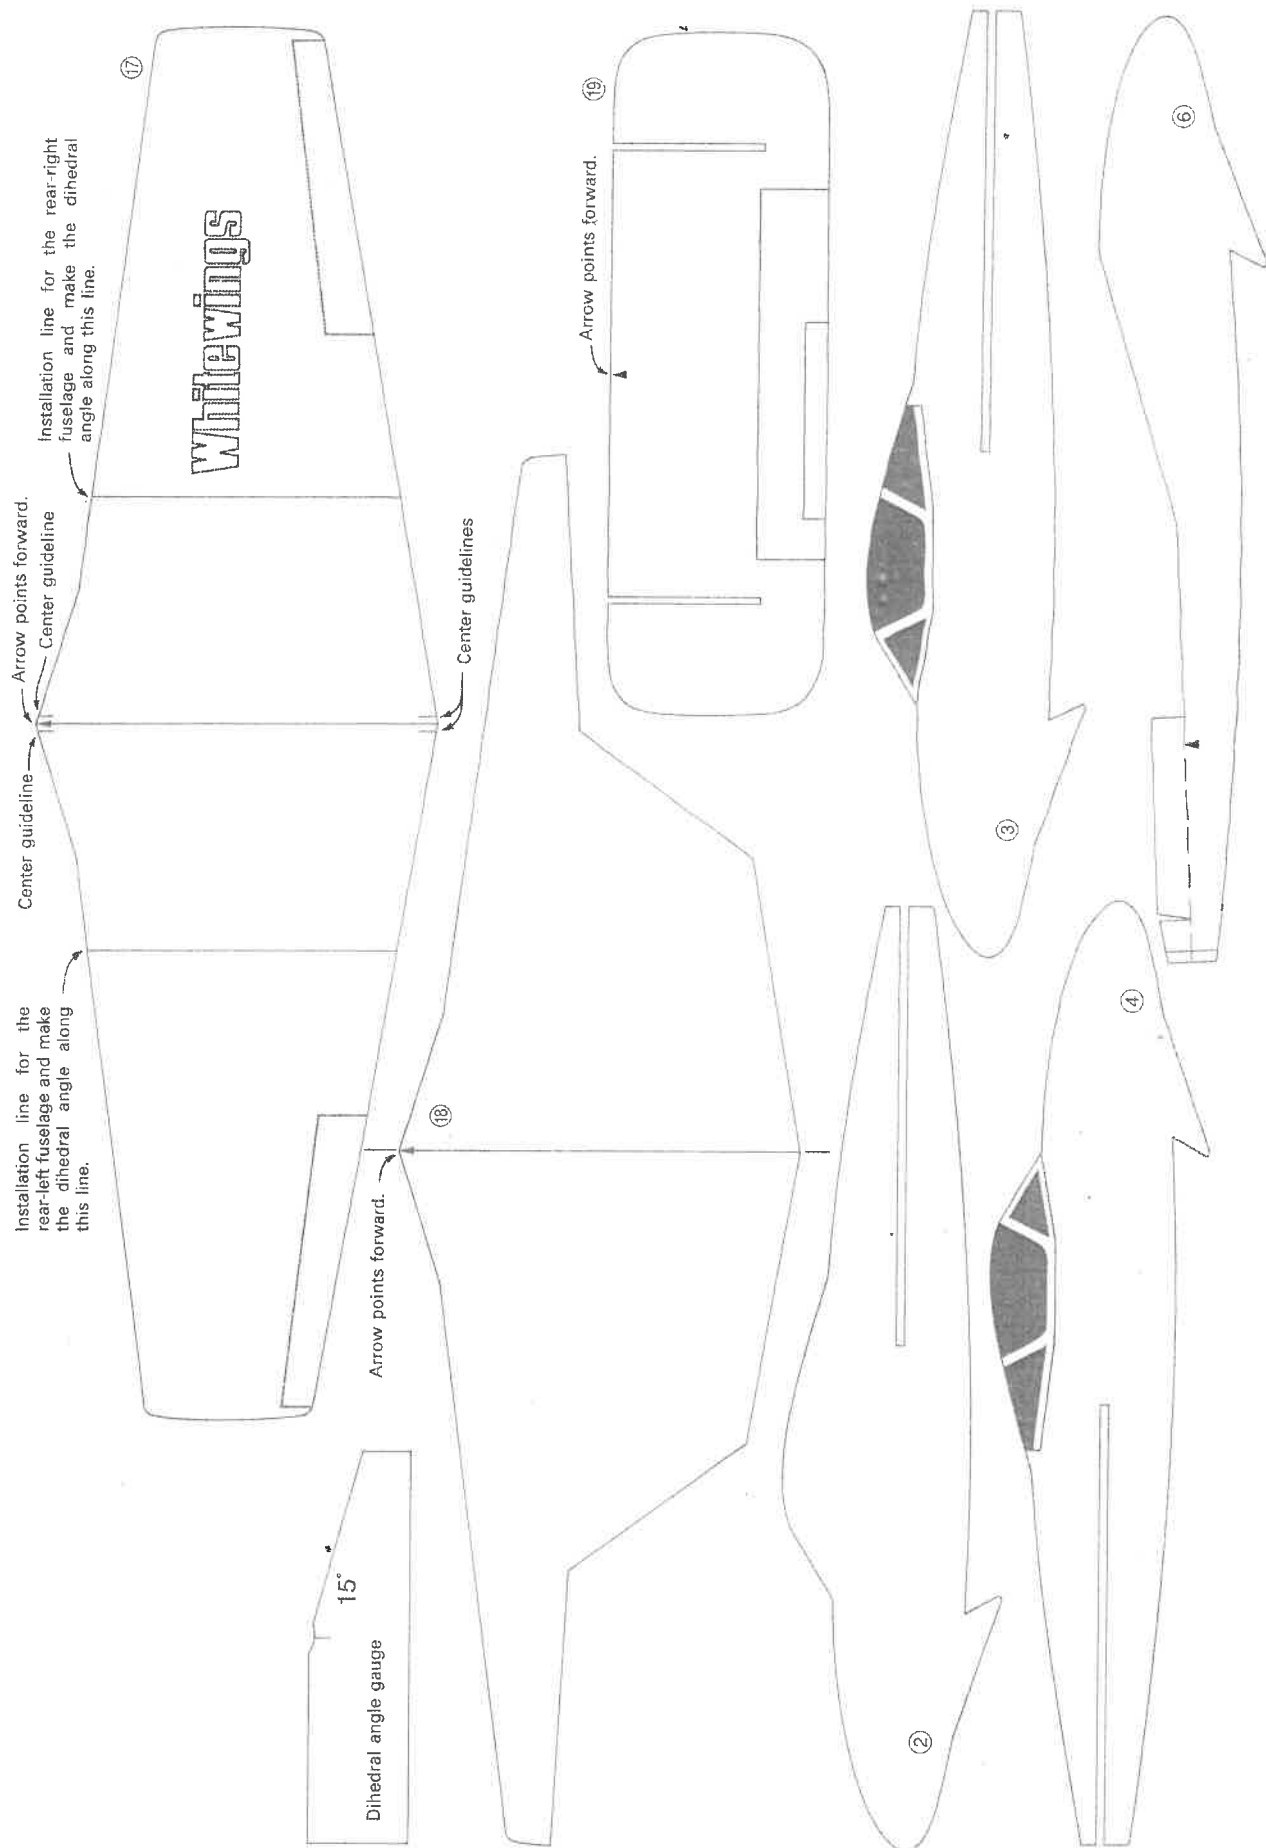 Installation line for the
rear-left fuselage and make
the dihedral angle along
this line.
Center guideline
Arrow points forward.
Center guideline
Installation line for the rear-right
fuselage and make the dihedral
angle along this line.
17
Whitewings
Center guidelines
15°
Dihedral angle gauge
Arrow points forward.
18
Arrow points forward.
19
2
3
4
6